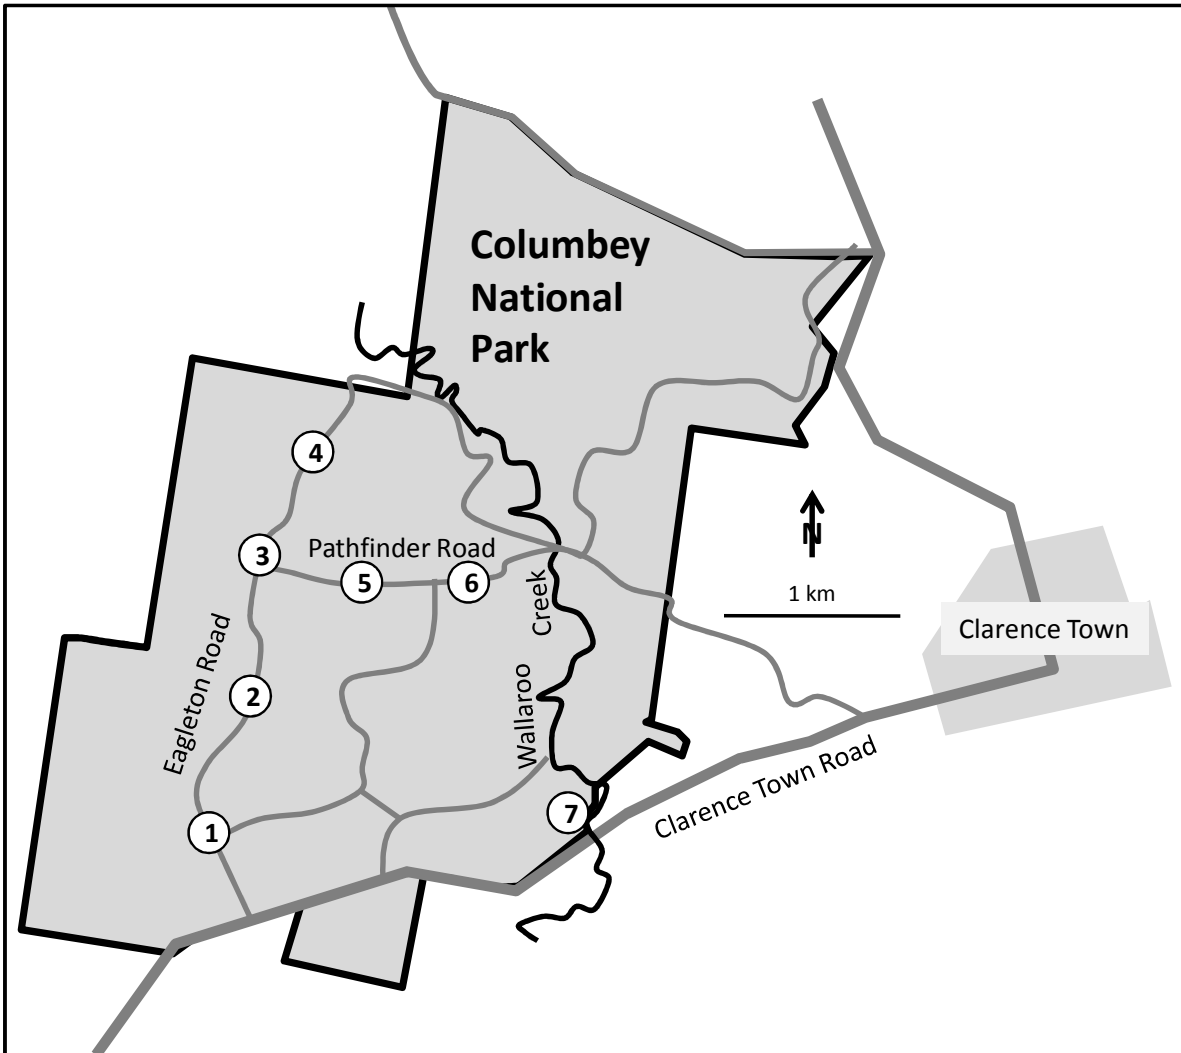 Columbey
National
Park
4
3
Pathfinder Road
5
6
N
1 km
Creek
Clarence Town
Eagleton Road
2
Wallaroo
1
7
Clarence Town Road